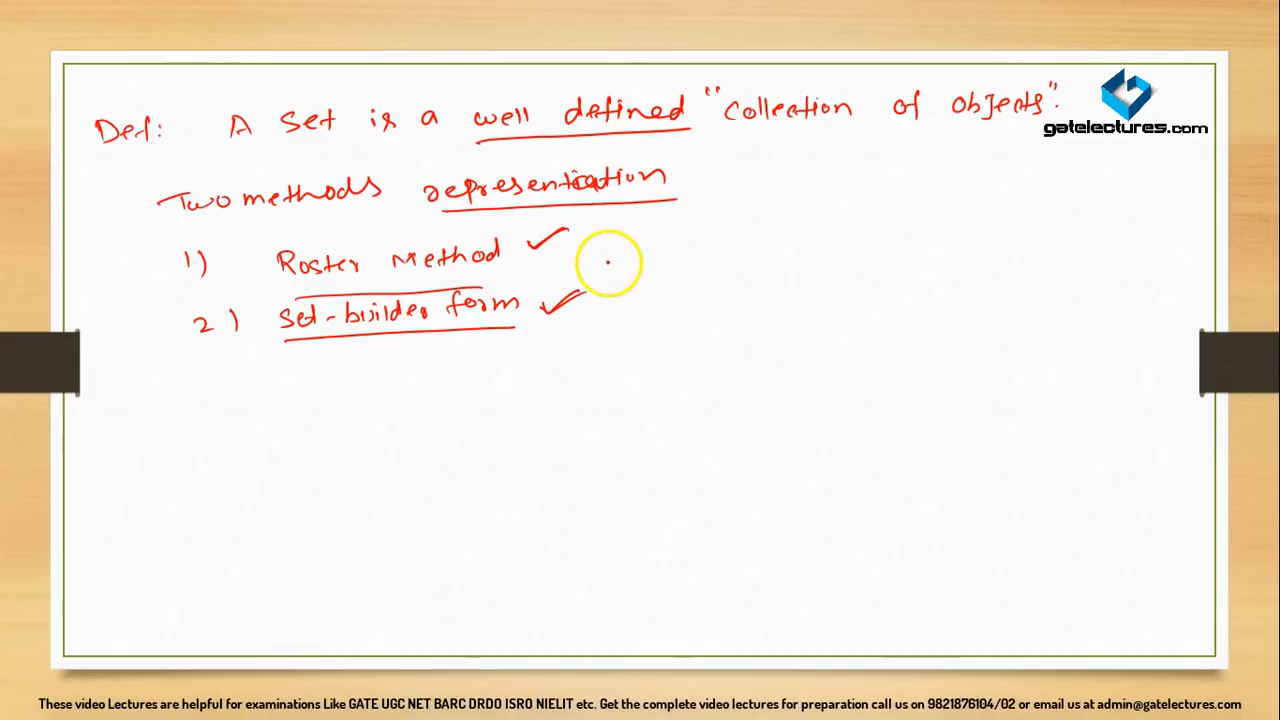 Def: A set is a well defined "collection of objects".
gatelectures.com
Two methods representation
1) Roster Method ✓
2) Set-builder form ✓
These video Lectures are helpful for examinations Like GATE UGC NET BARC DRDO ISRO NIELIT etc. Get the complete video lectures for preparation call us on 9821876104/02 or email us at admin@gatelectures.com